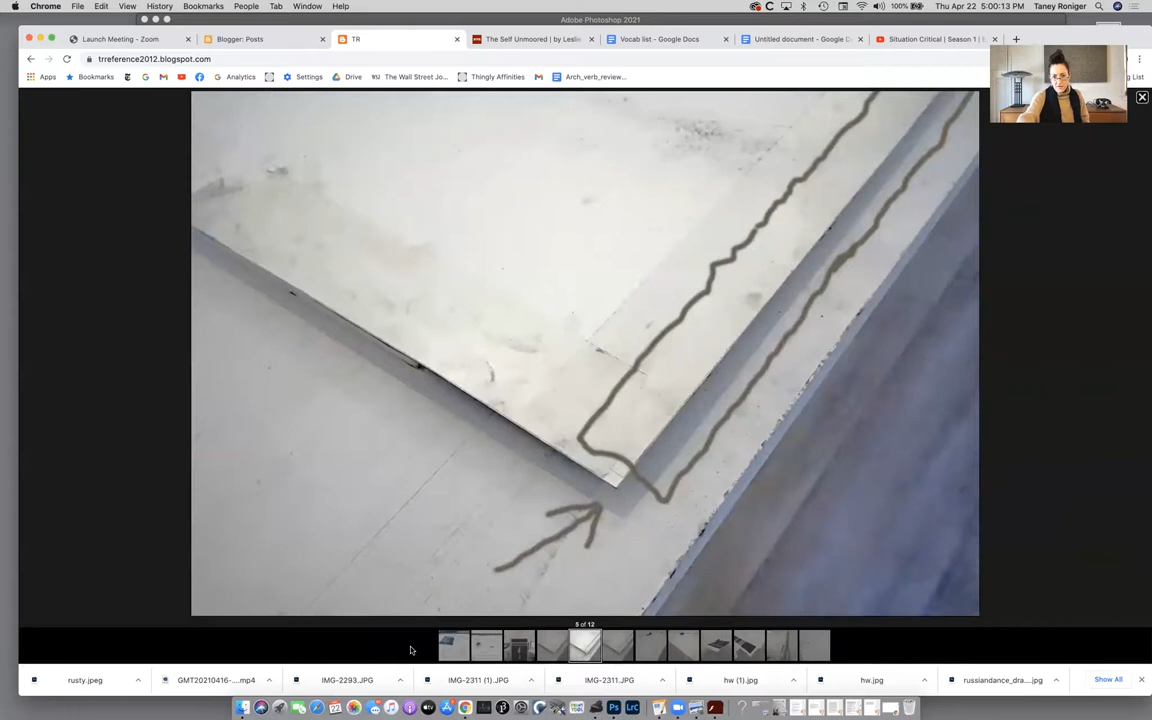 Chrome File Edit View History Bookmarks People Tab Window Help 100% Thu Apr 22 5:00:13 PM Taney Roniger
Adobe Photoshop 2021
Launch Meeting - Zoom Blogger: Posts TR The Self Unmoored | by Leslie Vocab list - Google Docs Untitled document - Google D Situation Critical | Season 1 | E
trreference2012.blogspot.com
Apps Bookmarks G Analytics Settings Drive The Wall Street Jo... Thingly Affinities Arch_verb_review... g List
5 of 12
rusty.jpeg GMT20210416-....mp4 IMG-2293.JPG IMG-2311 (1).JPG IMG-2311.JPG hw (1).jpg hw.jpg russiandance_dra....jpg Show All
Ps LrC